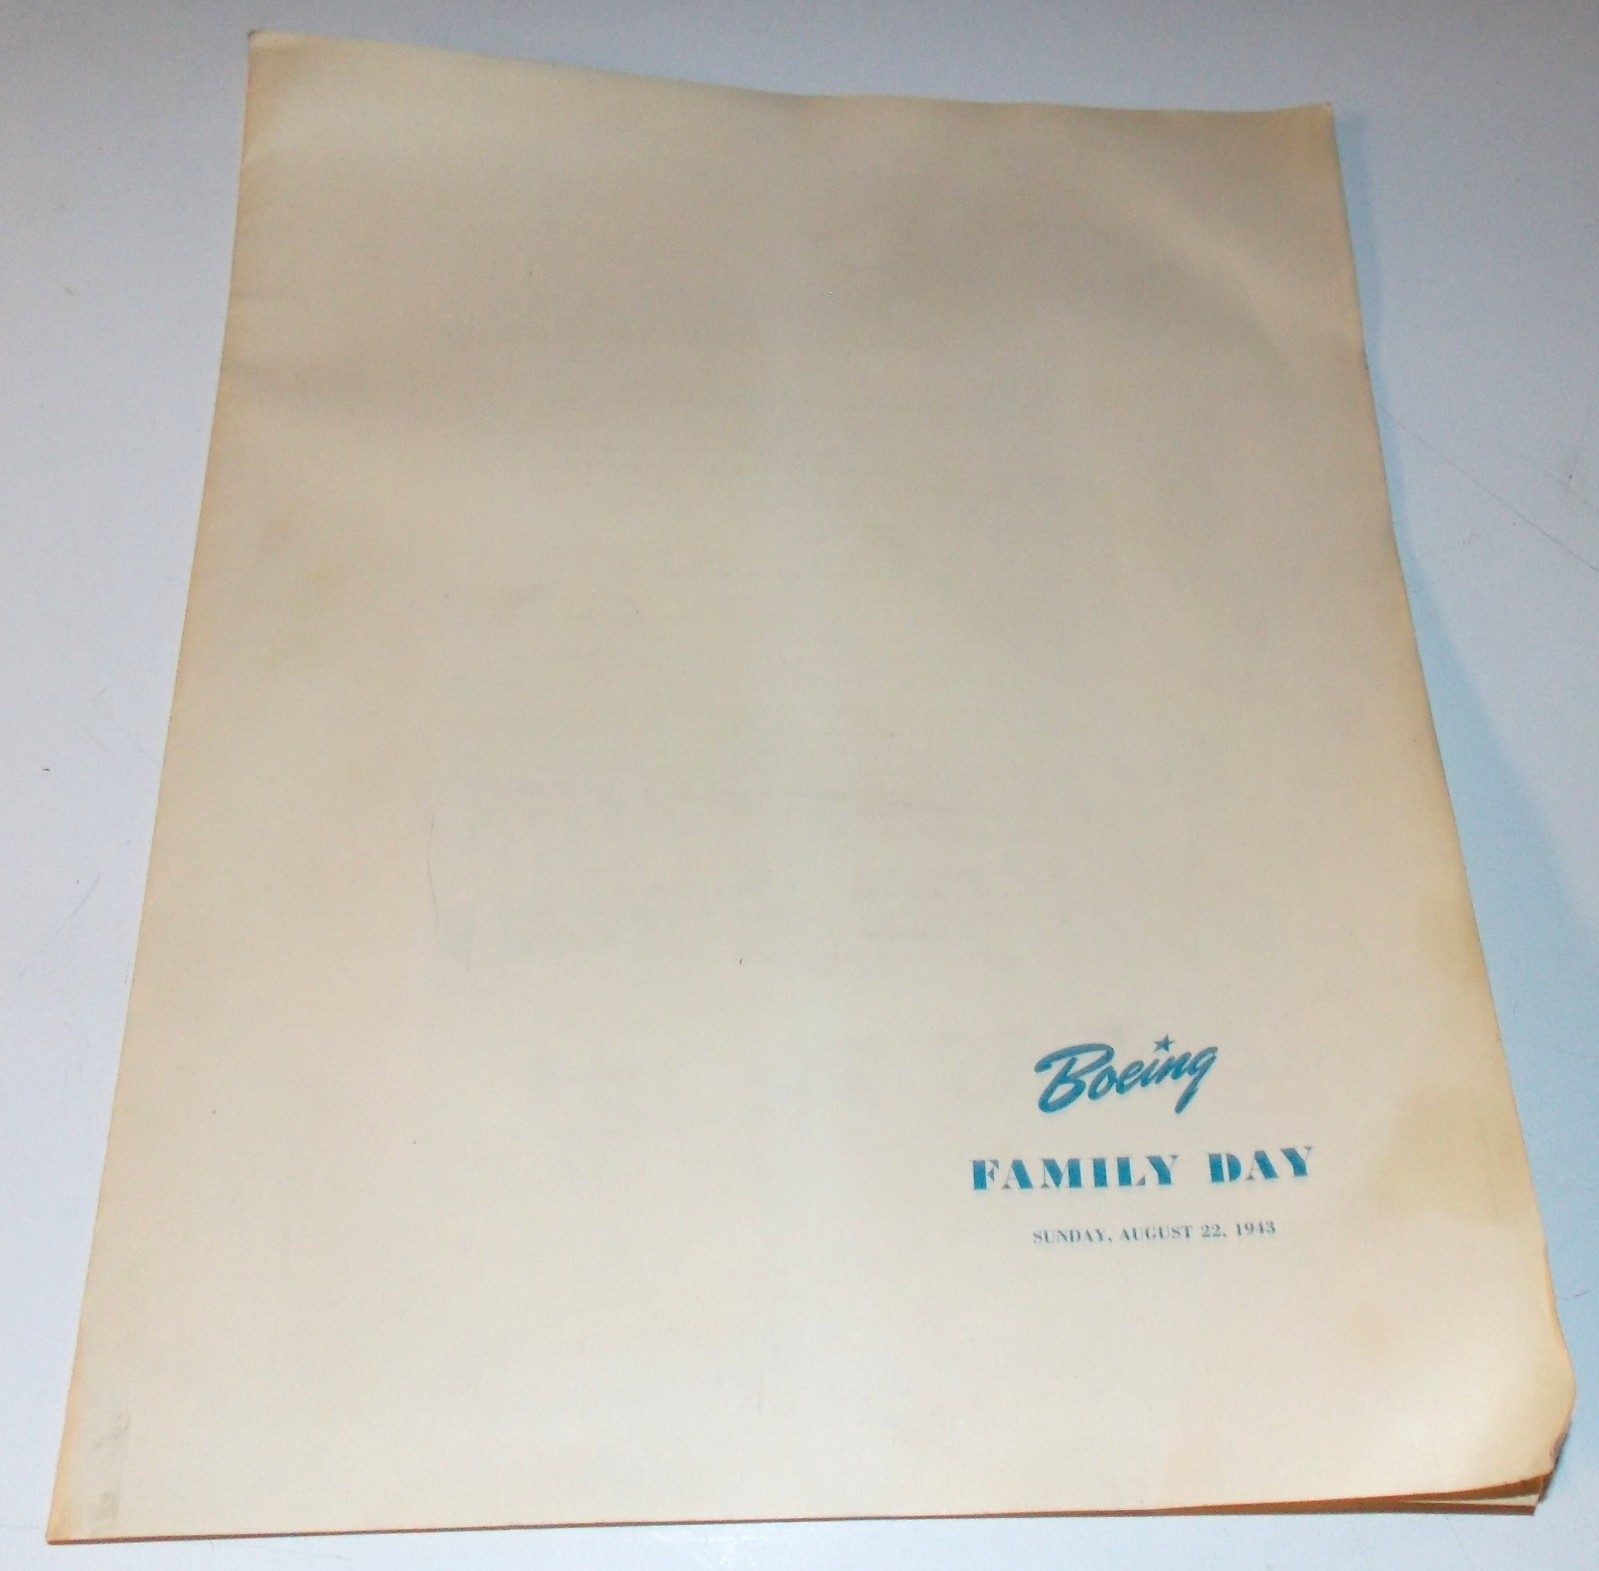 Boeing
FAMILY DAY
SUNDAY, AUGUST 22, 1943